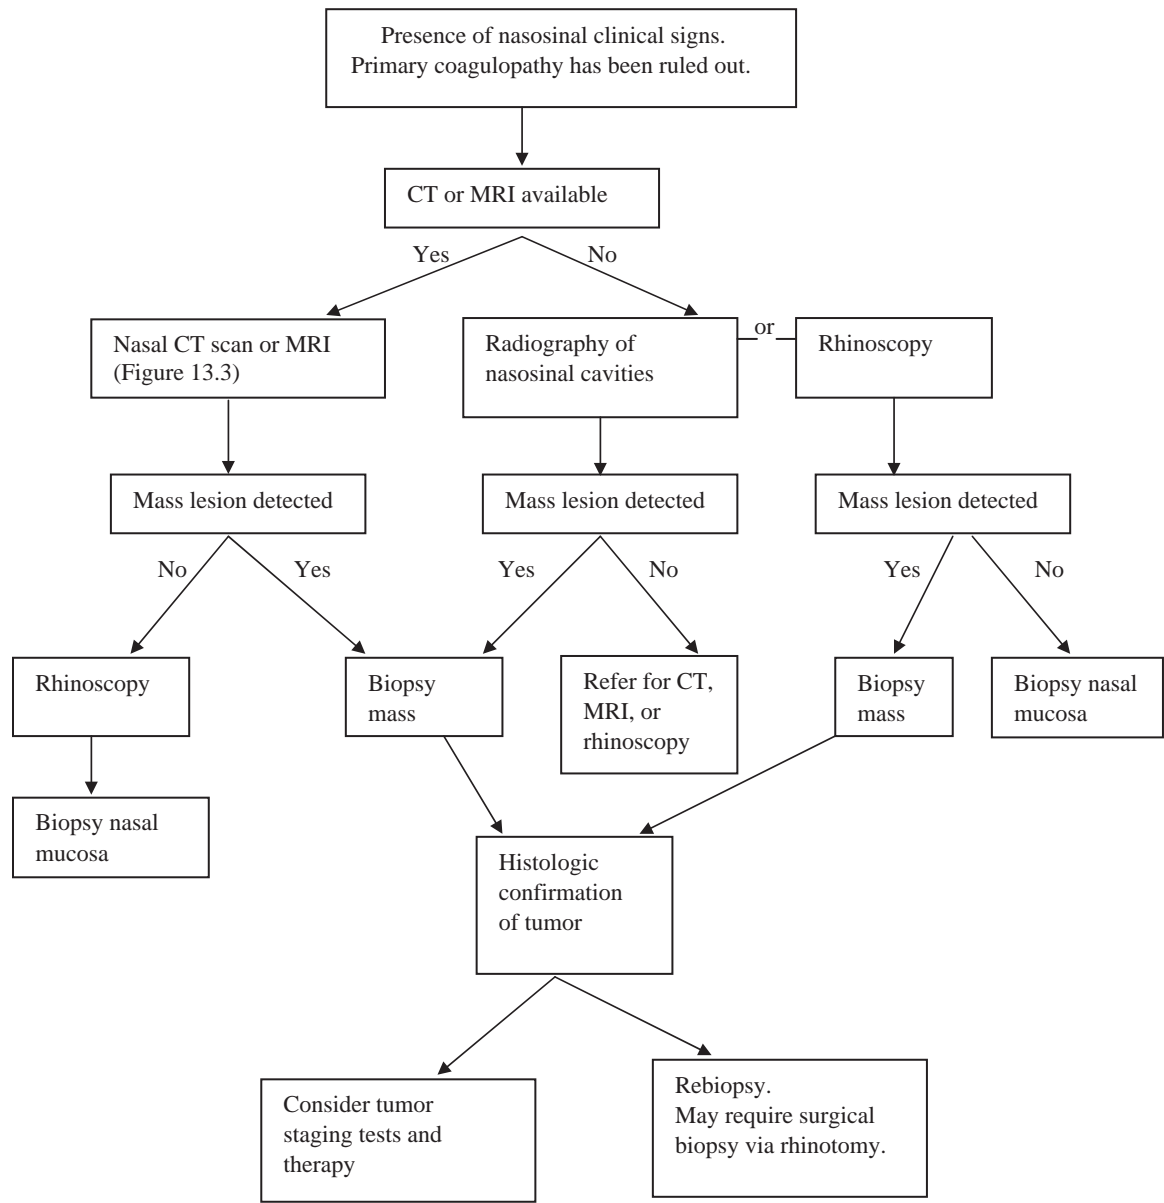 Presence of nasosinal clinical signs.
Primary coagulopathy has been ruled out.
CT or MRI available
Yes
No
Nasal CT scan or MRI
(Figure 13.3)
Radiography of
nasosinal cavities
or
Rhinoscopy
Mass lesion detected
Mass lesion detected
Mass lesion detected
No
Yes
Yes
No
Yes
No
Rhinoscopy
Biopsy
mass
Refer for CT,
MRI, or
rhinoscopy
Biopsy
mass
Biopsy nasal
mucosa
Biopsy nasal
mucosa
Histologic
confirmation
of tumor
Consider tumor
staging tests and
therapy
Rebiopsy.
May require surgical
biopsy via rhinotomy.